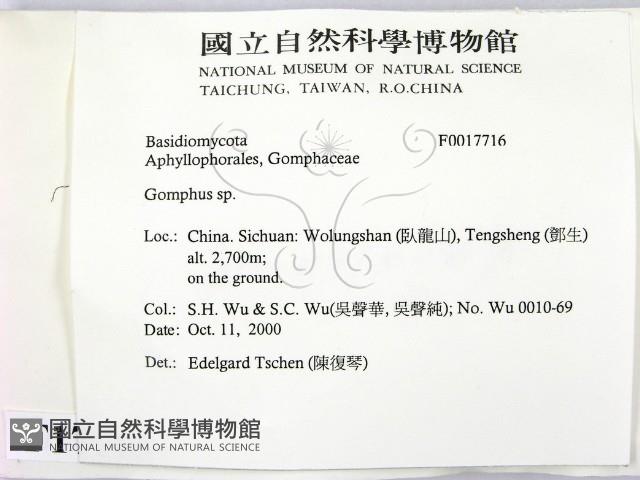 國立自然科學博物館
NATIONAL MUSEUM OF NATURAL SCIENCE
TAICHUNG, TAIWAN, R.O.CHINA
Basidiomycota F0017716
Aphyllophorales, Gomphaceae
Gomphus sp.
Loc.: China. Sichuan: Wolungshan (臥龍山), Tengsheng (鄧生)
alt. 2,700m;
on the ground.
Col.: S.H. Wu & S.C. Wu(吳聲華, 吳聲純); No. Wu 0010-69
Date: Oct. 11, 2000
Det.: Edelgard Tschen (陳復琴)
國立自然科學博物館
NATIONAL MUSEUM OF NATURAL SCIENCE